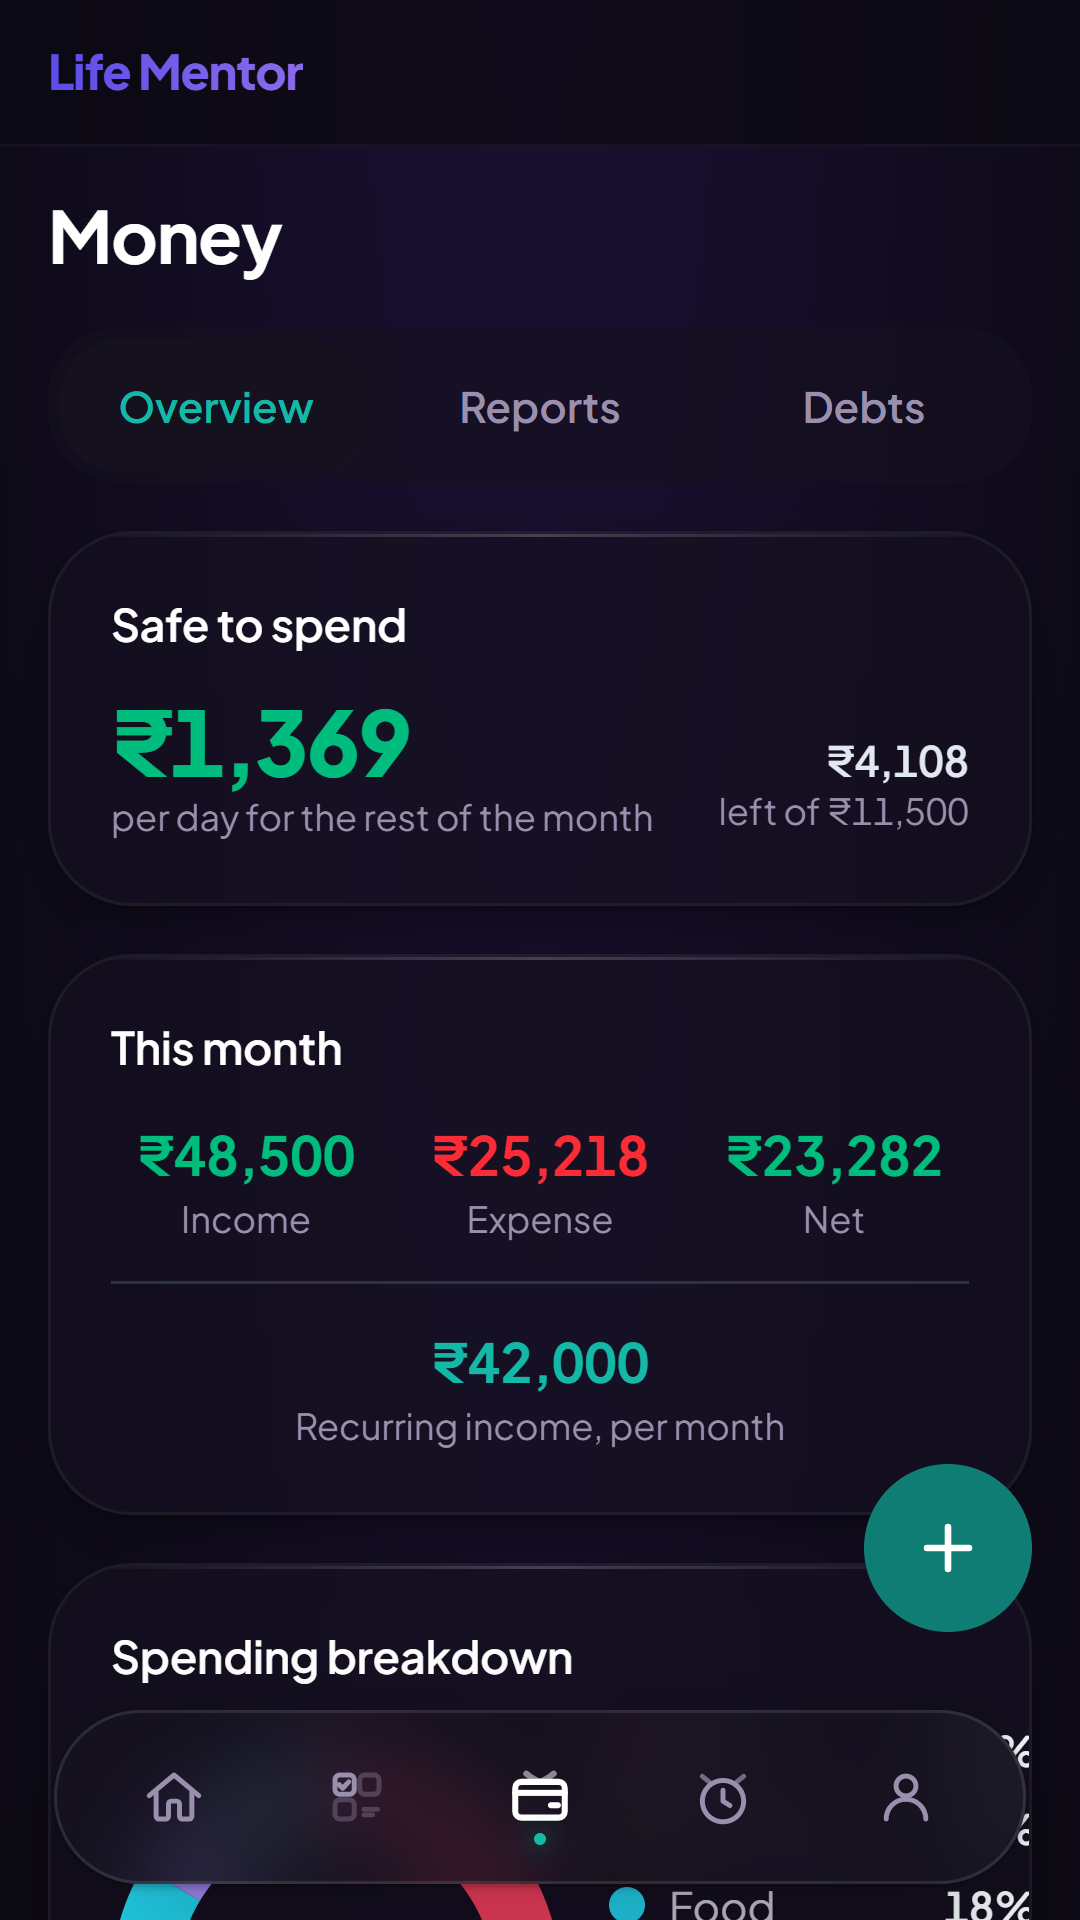 Life Mentor
Money
Overview Reports Debts
Safe to spend
₹1,369
per day for the rest of the month
₹4,108
left of ₹11,500
This month
₹48,500 ₹25,218 ₹23,282
Income Expense Net
₹42,000
Recurring income, per month
Spending breakdown
%
%
Food 18%